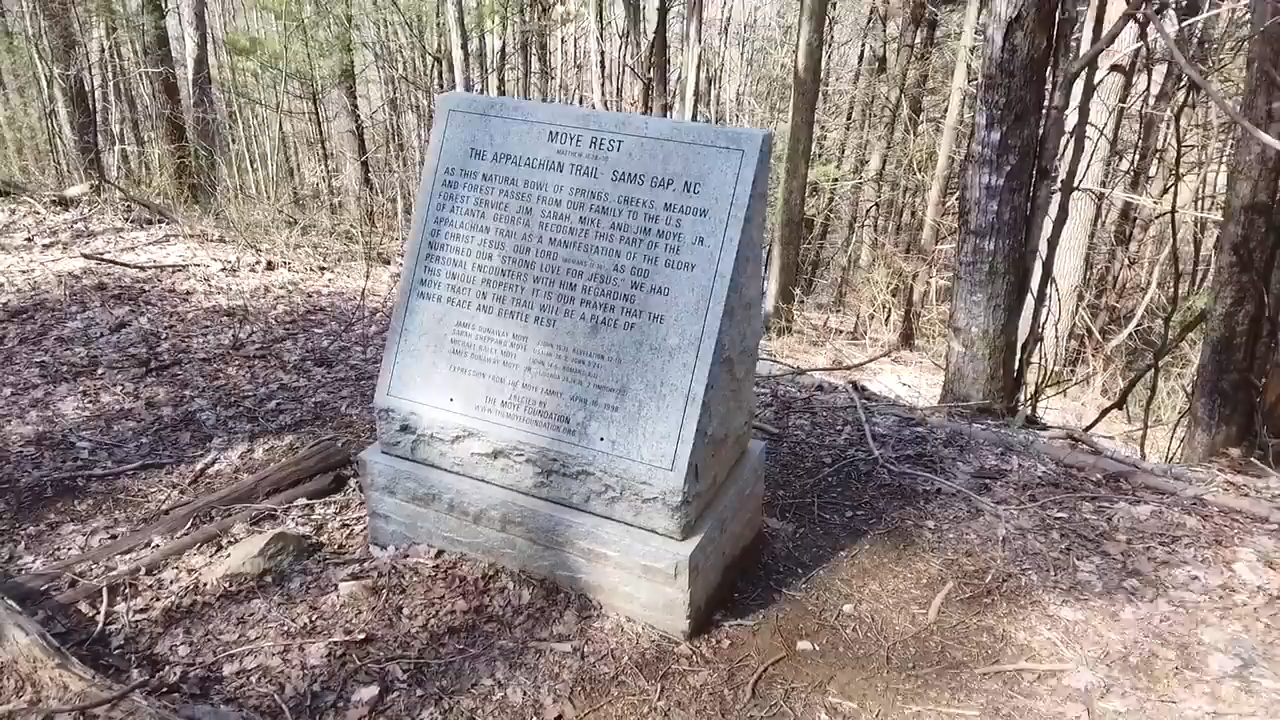 MOYE REST
MATTHEW 11:28-30
THE APPALACHIAN TRAIL - SAMS GAP, NC
AS THIS NATURAL BOWL OF SPRINGS, CREEKS, MEADOW,
AND FOREST PASSES FROM OUR FAMILY TO THE U.S.
FOREST SERVICE, JIM, SARAH, MIKE, AND JIM MOYE, JR.,
OF ATLANTA, GEORGIA, RECOGNIZE THIS PART OF THE
APPALACHIAN TRAIL AS A MANIFESTATION OF THE GLORY
OF CHRIST JESUS, OUR LORD. AS GOD
NURTURED OUR "STRONG LOVE FOR JESUS," WE HAD
PERSONAL ENCOUNTERS WITH HIM REGARDING
THIS UNIQUE PROPERTY. IT IS OUR PRAYER THAT THE
MOYE TRACT ON THE TRAIL WILL BE A PLACE OF
INNER PEACE AND GENTLE REST.
JAMES DUNAWAY MOYE
SARAH SHEPPARD MOYE
MICHAEL BAILEY MOYE
JAMES DUNAWAY MOYE, JR.
EXPRESSION FROM THE MOYE FAMILY, APRIL 16, 1998
ERECTED BY
THE MOYE FOUNDATION
WWW.THEMOYEFOUNDATION.ORG